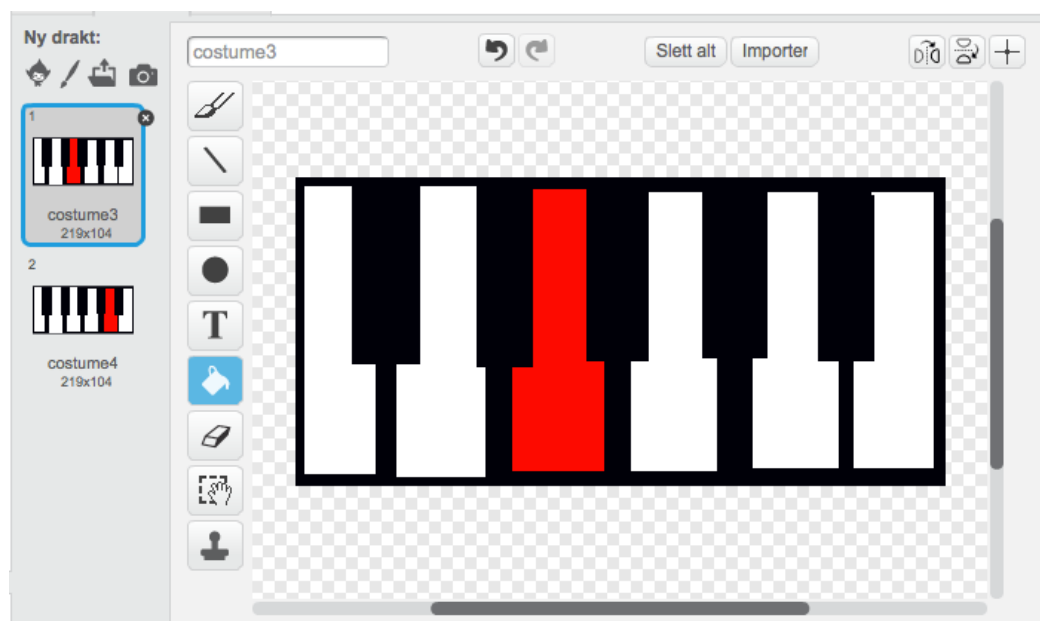 Ny drakt:
1
costume3
219x104
2
costume4
219x104
costume3
Slett alt
Importer
T